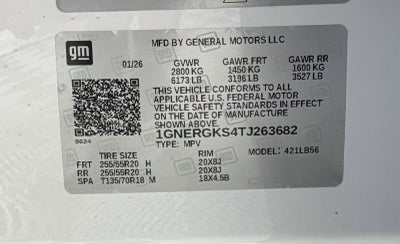 gm
MFD BY GENERAL MOTORS LLC
01/26 GVWR GAWR FRT GAWR RR
2800 KG 1450 KG 1600 KG
6173 LB 3196 LB 3527 LB
THIS VEHICLE CONFORMS TO ALL
APPLICABLE U.S. FEDERAL MOTOR
VEHICLE SAFETY STANDARDS IN EFFECT
ON THE DATE OF MANUFACTURE
SHOWN ABOVE.
1GNERGKS4TJ263682
8624 TYPE: MPV MODEL: 421LB56
TIRE SIZE RIM
FRT 255/55R20 H 20X8J
RR 255/55R20 H 20X8J
SPA T135/70R18 M 18X4.5B